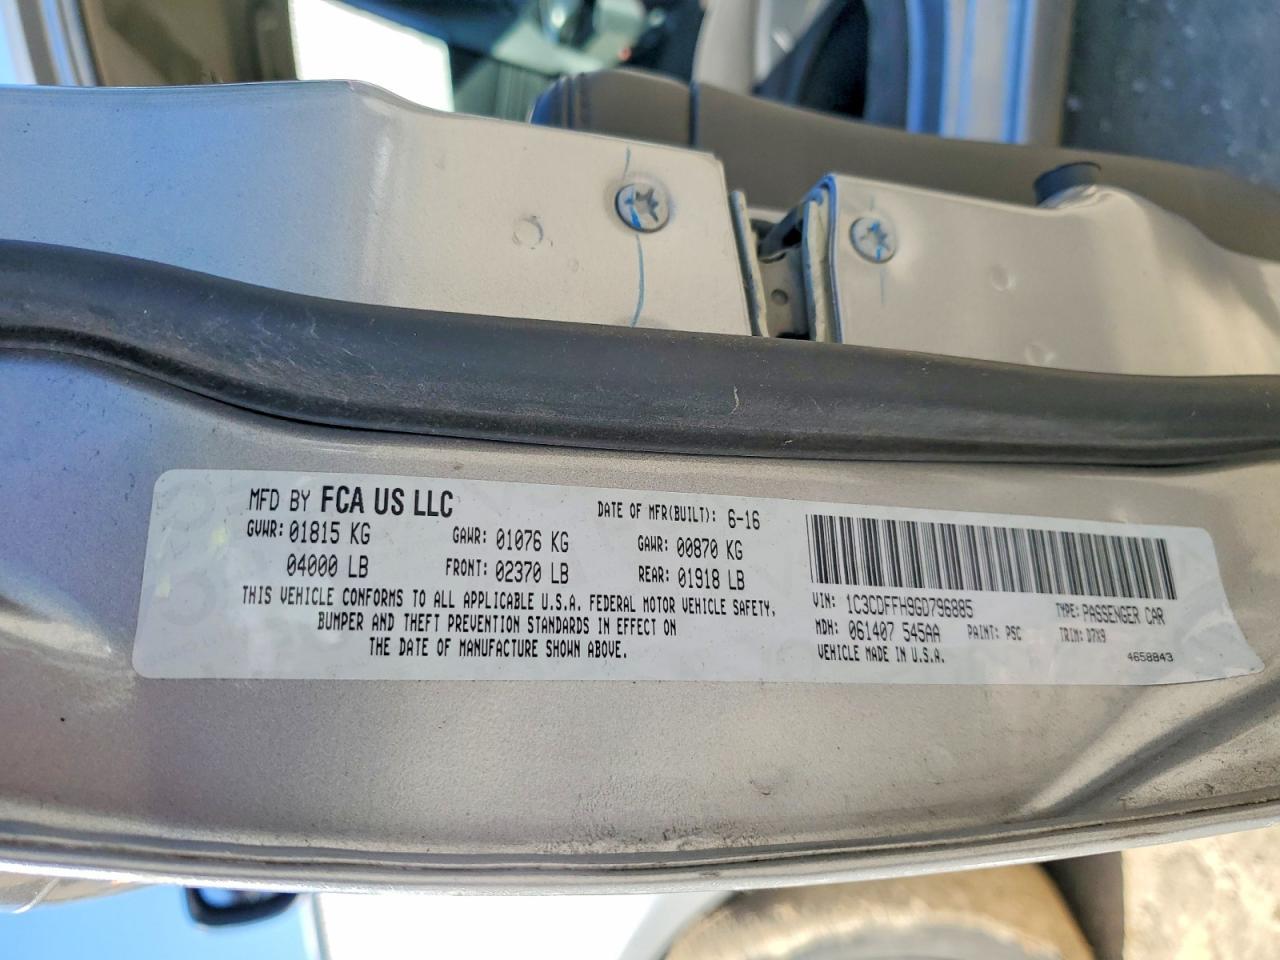 MFD BY FCA US LLC
DATE OF MFR(BUILT): 6-16
GVWR: 01815 KG GAWR: 01076 KG GAWR: 00870 KG
04000 LB FRONT: 02370 LB REAR: 01918 LB
THIS VEHICLE CONFORMS TO ALL APPLICABLE U.S.A. FEDERAL MOTOR VEHICLE SAFETY,
BUMPER AND THEFT PREVENTION STANDARDS IN EFFECT ON
THE DATE OF MANUFACTURE SHOWN ABOVE.
VIN: 1C3CDFFH9GD796885 TYPE: PASSENGER CAR
MDH: 061407 545AA PAINT: PSC TRIM: D7X9
VEHICLE MADE IN U.S.A. 4658843